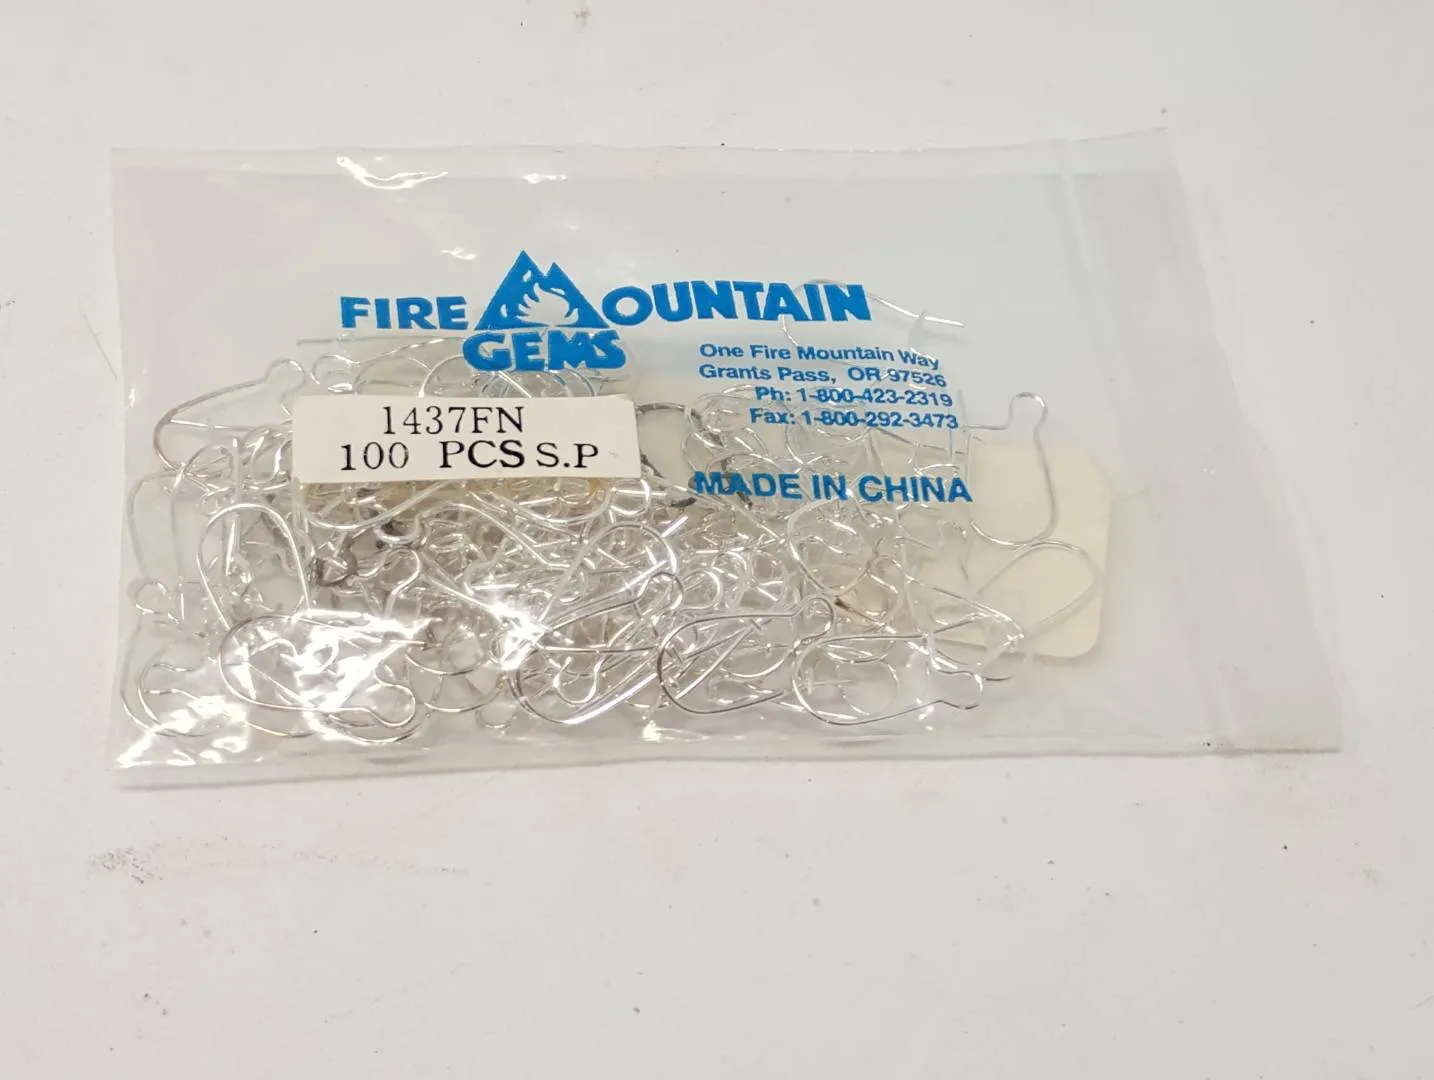 FIRE MOUNTAIN
GEMS
One Fire Mountain Way
Grants Pass, OR 97526
Ph: 1-800-423-2319
Fax: 1-800-292-3473
1437FN
100 PCS S.P
MADE IN CHINA